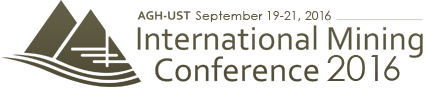 AGH-UST September 19-21, 2016
International Mining
Conference 2016